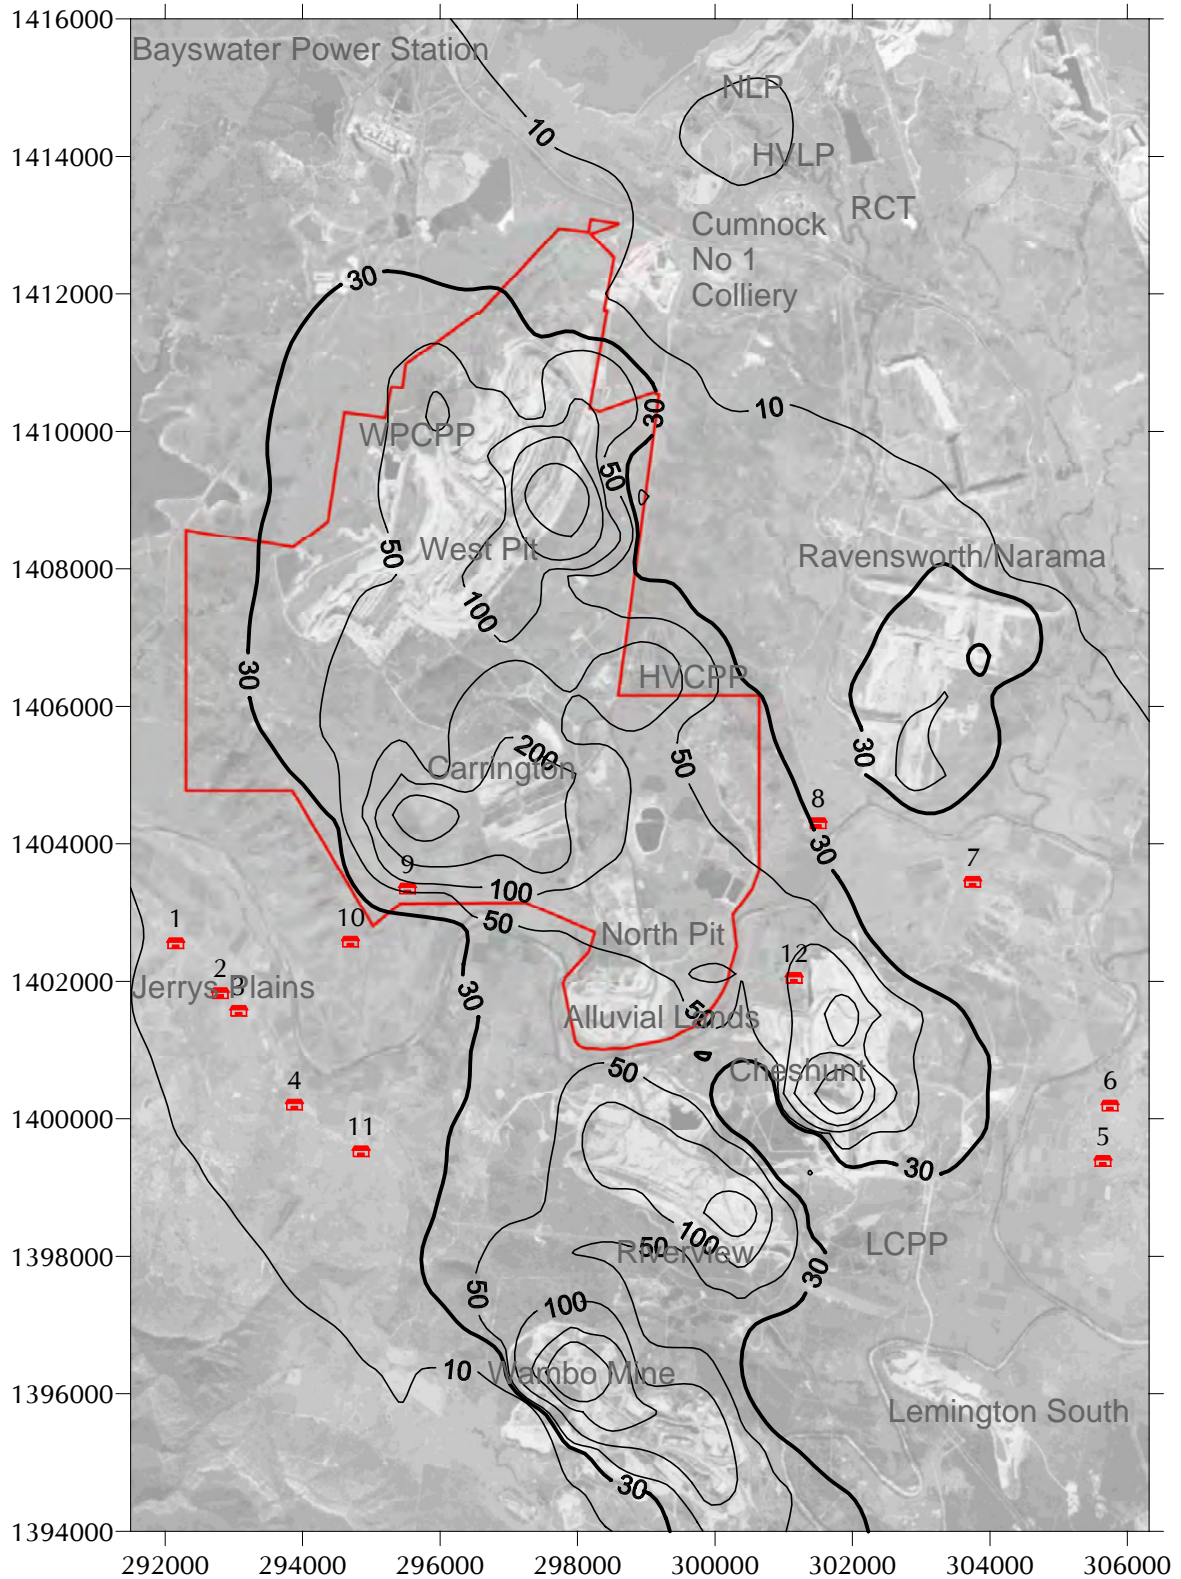 1416000
Bayswater Power Station
NLP
10
1414000
HVLP
RCT
Cumnock
No 1
Colliery
30
1412000
10
30
1410000
WPCPP
50
West Pit
50
Ravensworth/Narama
1408000
100
30
HVCPP
1406000
200
50
30
Carrington
8
30
1404000
7
9
100
1
10
50
North Pit
12
2
3
1402000
Jerrys Plains
30
50
Alluvial Lands
50
Cheshunt
4
6
1400000
11
5
30
100
50
Riverview
LCPP
1398000
30
50
100
10
Wambo Mine
1396000
Lemington South
30
1394000
292000 294000 296000 298000 300000 302000 304000 306000